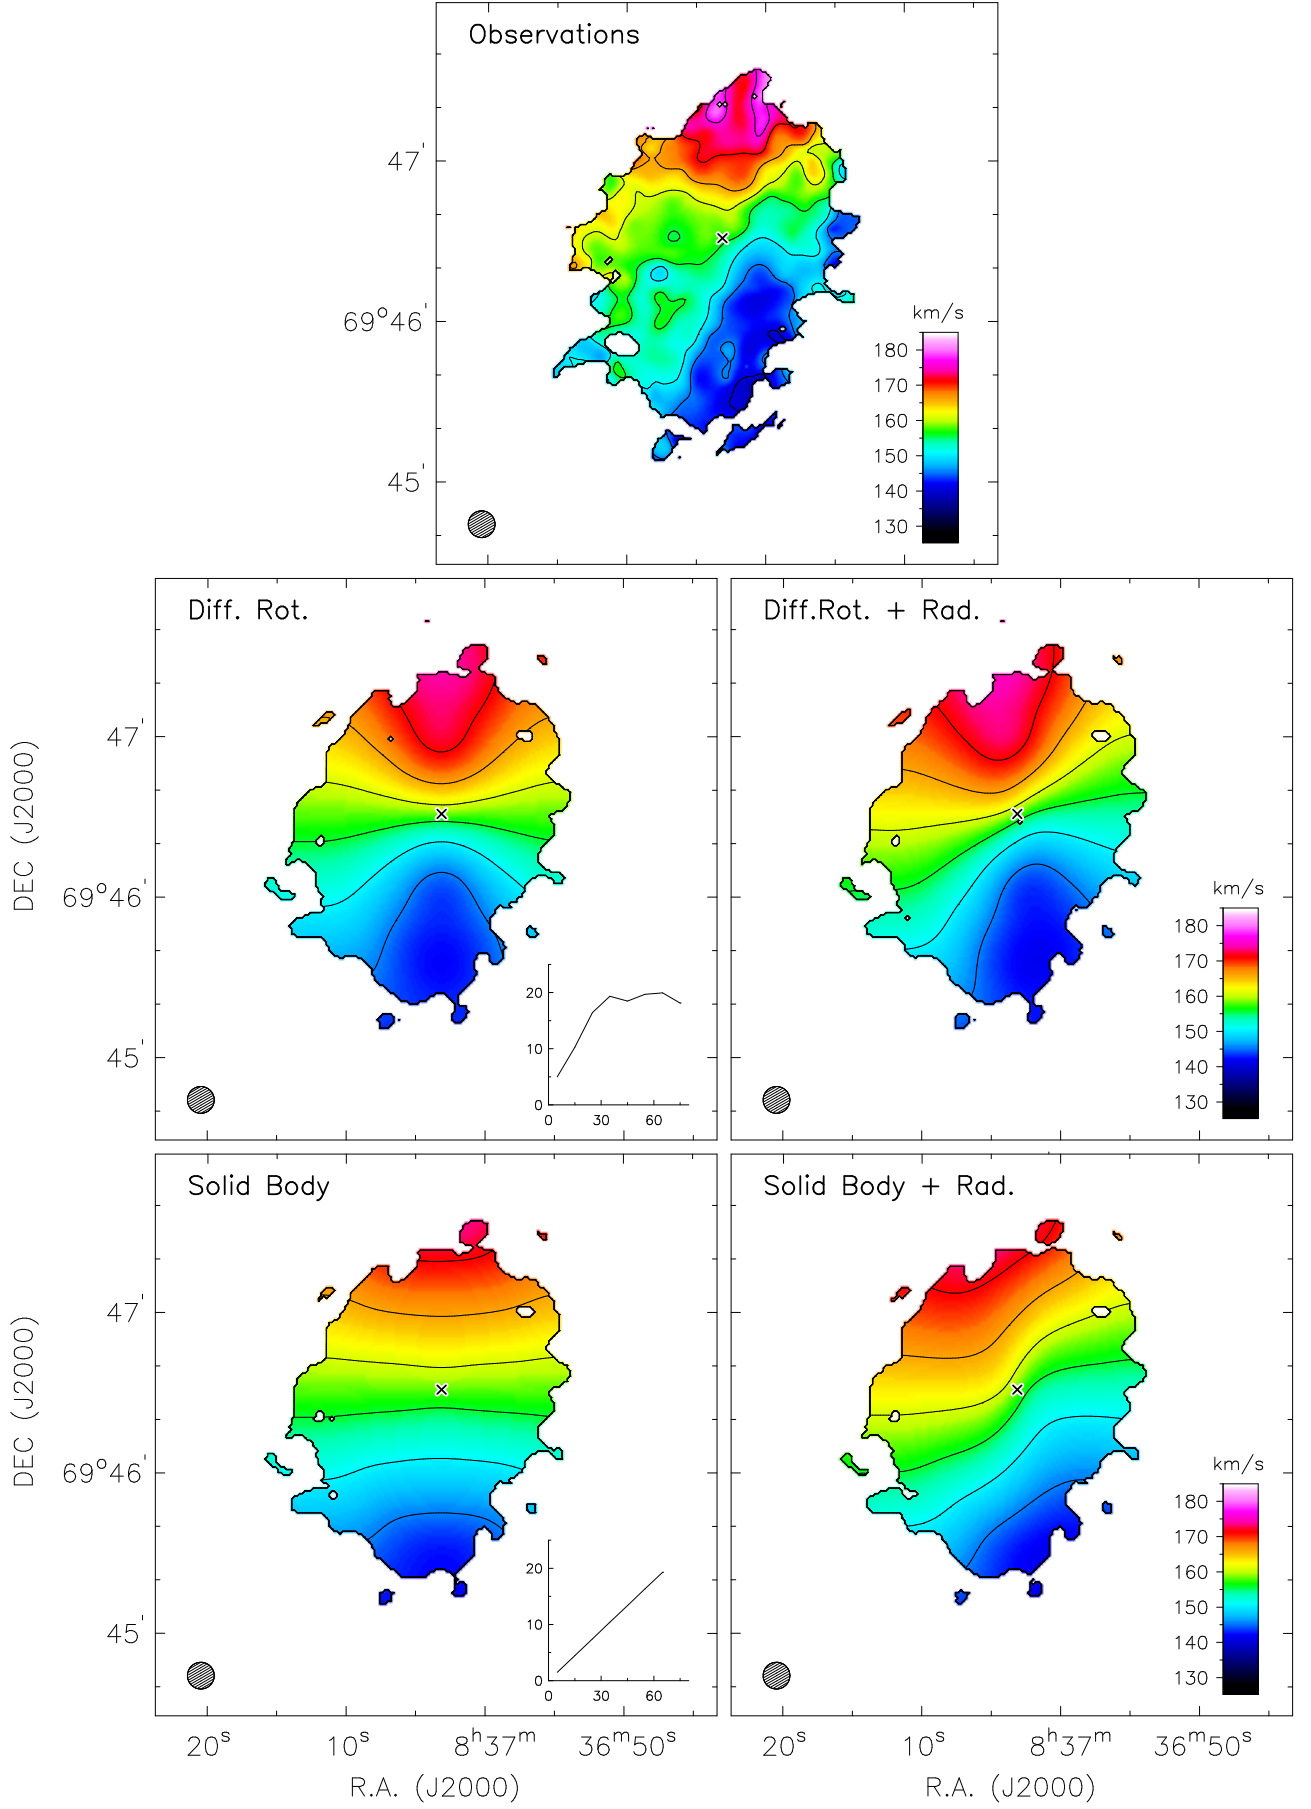 Observations
47'
69°46'
45'
km/s
180
170
160
150
140
130
Diff. Rot.
DEC (J2000)
47'
69°46'
45'
20
10
0
0 30 60
Diff.Rot. + Rad.
km/s
180
170
160
150
140
130
Solid Body
DEC (J2000)
47'
69°46'
45'
20
10
0
0 30 60
20s 10s 8h37m 36m50s
R.A. (J2000)
Solid Body + Rad.
km/s
180
170
160
150
140
130
20s 10s 8h37m 36m50s
R.A. (J2000)